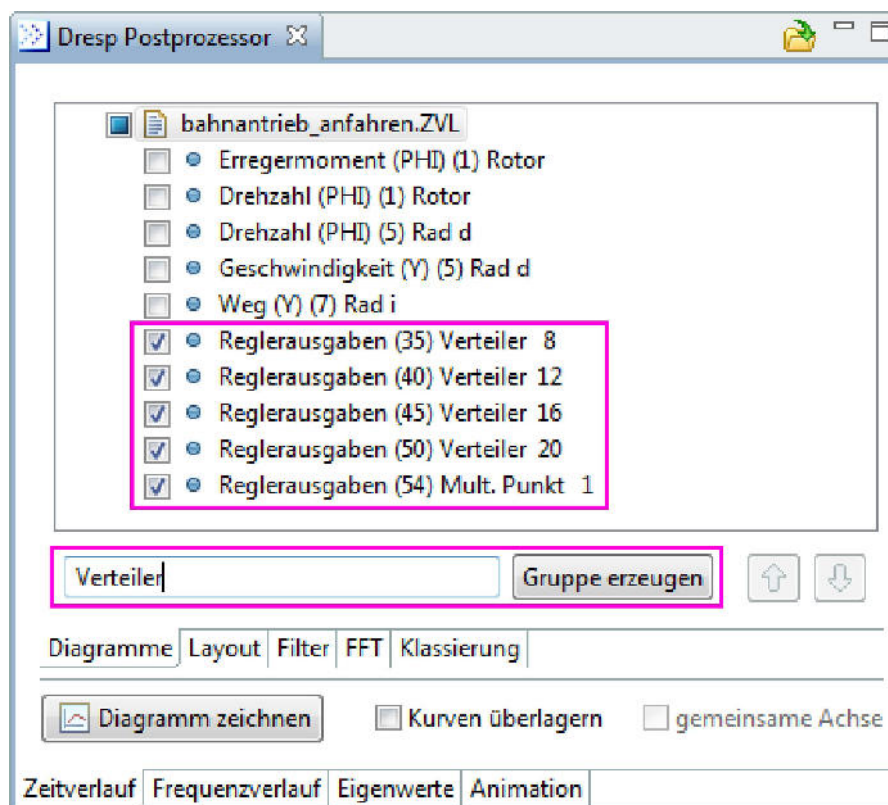 Dresp Postprozessor
bahnantrieb_anfahren.ZVL
Erregermoment (PHI) (1) Rotor
Drehzahl (PHI) (1) Rotor
Drehzahl (PHI) (5) Rad d
Geschwindigkeit (Y) (5) Rad d
Weg (Y) (7) Rad i
Reglerausgaben (35) Verteiler 8
Reglerausgaben (40) Verteiler 12
Reglerausgaben (45) Verteiler 16
Reglerausgaben (50) Verteiler 20
Reglerausgaben (54) Mult. Punkt 1
Verteiler Gruppe erzeugen
Diagramme Layout Filter FFT Klassierung
Diagramm zeichnen Kurven überlagern gemeinsame Achse
Zeitverlauf Frequenzverlauf Eigenwerte Animation